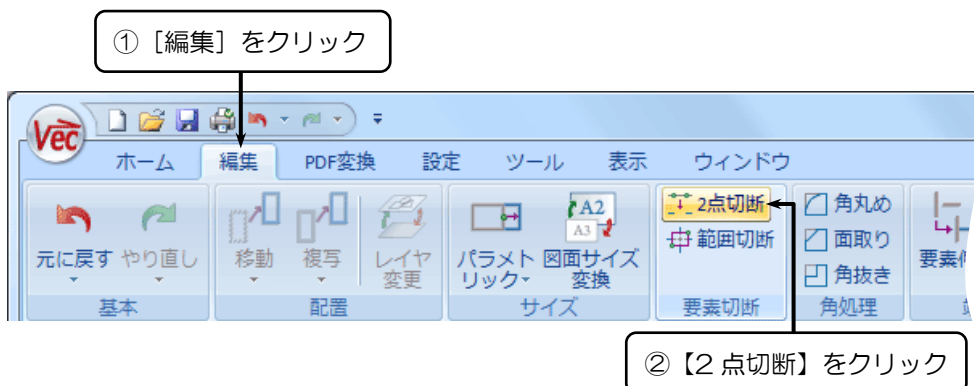 ①［編集］をクリック
Vec
ホーム 編集 PDF変換 設定 ツール 表示 ウィンドウ
元に戻す やり直し
基本
移動 複写 レイヤ
変更
配置
A2
A3
パラメト 図面サイズ
リック 変換
サイズ
2点切断
範囲切断
要素切断
角丸め
面取り
角抜き
角処理
②【2 点切断】をクリック